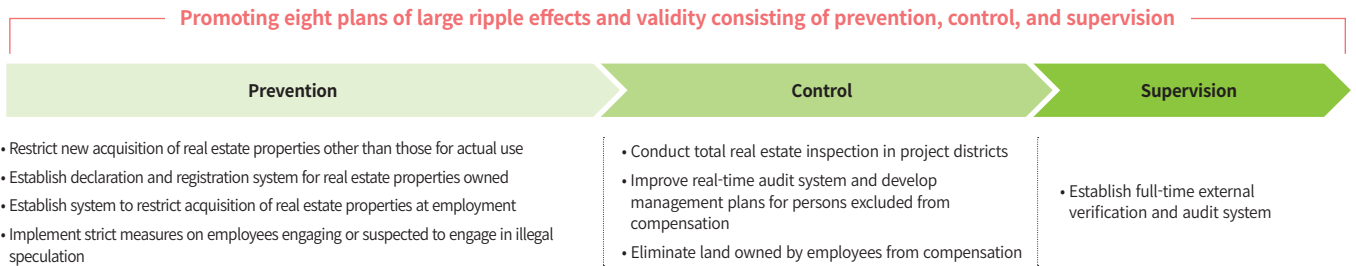 Promoting eight plans of large ripple effects and validity consisting of prevention, control, and supervision
Prevention
Control
Supervision
• Restrict new acquisition of real estate properties other than those for actual use
• Establish declaration and registration system for real estate properties owned
• Establish system to restrict acquisition of real estate properties at employment
• Implement strict measures on employees engaging or suspected to engage in illegal
speculation
• Conduct total real estate inspection in project districts
• Improve real-time audit system and develop
management plans for persons excluded from
compensation
• Eliminate land owned by employees from compensation
• Establish full-time external
verification and audit system